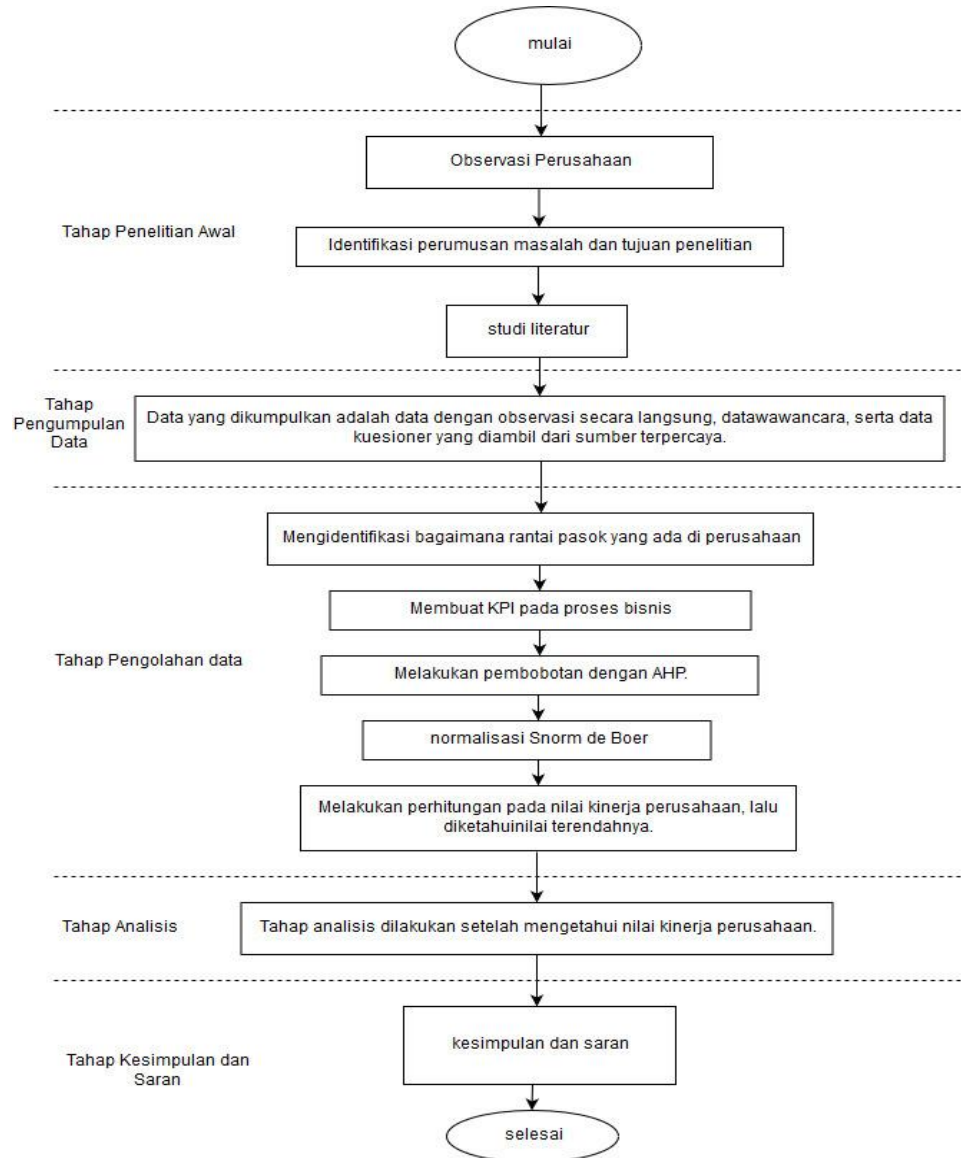 mulai
Observasi Perusahaan
Tahap Penelitian Awal
Identifikasi perumusan masalah dan tujuan penelitian
studi literatur
Tahap
Pengumpulan
Data
Data yang dikumpulkan adalah data dengan observasi secara langsung, datawawancara, serta data
kuesioner yang diambil dari sumber terpercaya.
Mengidentifikasi bagaimana rantai pasok yang ada di perusahaan
Membuat KPI pada proses bisnis
Tahap Pengolahan data
Melakukan pembobotan dengan AHP.
normalisasi Snorm de Boer
Melakukan perhitungan pada nilai kinerja perusahaan, lalu
diketahuinilai terendahnya.
Tahap Analisis
Tahap analisis dilakukan setelah mengetahui nilai kinerja perusahaan.
kesimpulan dan saran
Tahap Kesimpulan dan
Saran
selesai